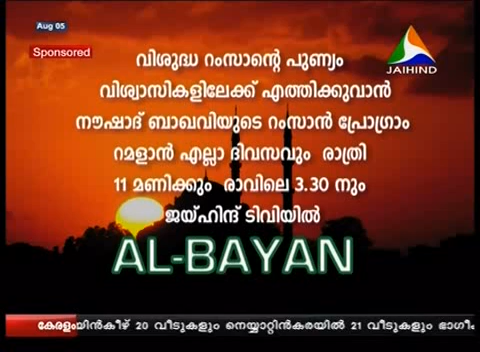 Aug 05
Sponsored
JAIHIND
വിശുദ്ധ റംസാന്റെ പുണ്യം
വിശ്വാസികളിലേക്ക് എത്തിക്കുവാൻ
നൗഷാദ് ബാഖവിയുടെ റംസാൻ പ്രോഗ്രാം
റമളാൻ എല്ലാ ദിവസവും രാത്രി
11 മണിക്കും രാവിലെ 3.30 നും
ജയ്ഹിന്ദ് ടിവിയിൽ
AL-BAYAN
കേരളം യിൻകീഴ് 20 വീടുകളും നെയ്യാറ്റിൻകരയിൽ 21 വീടുകളും ഭാഗീം